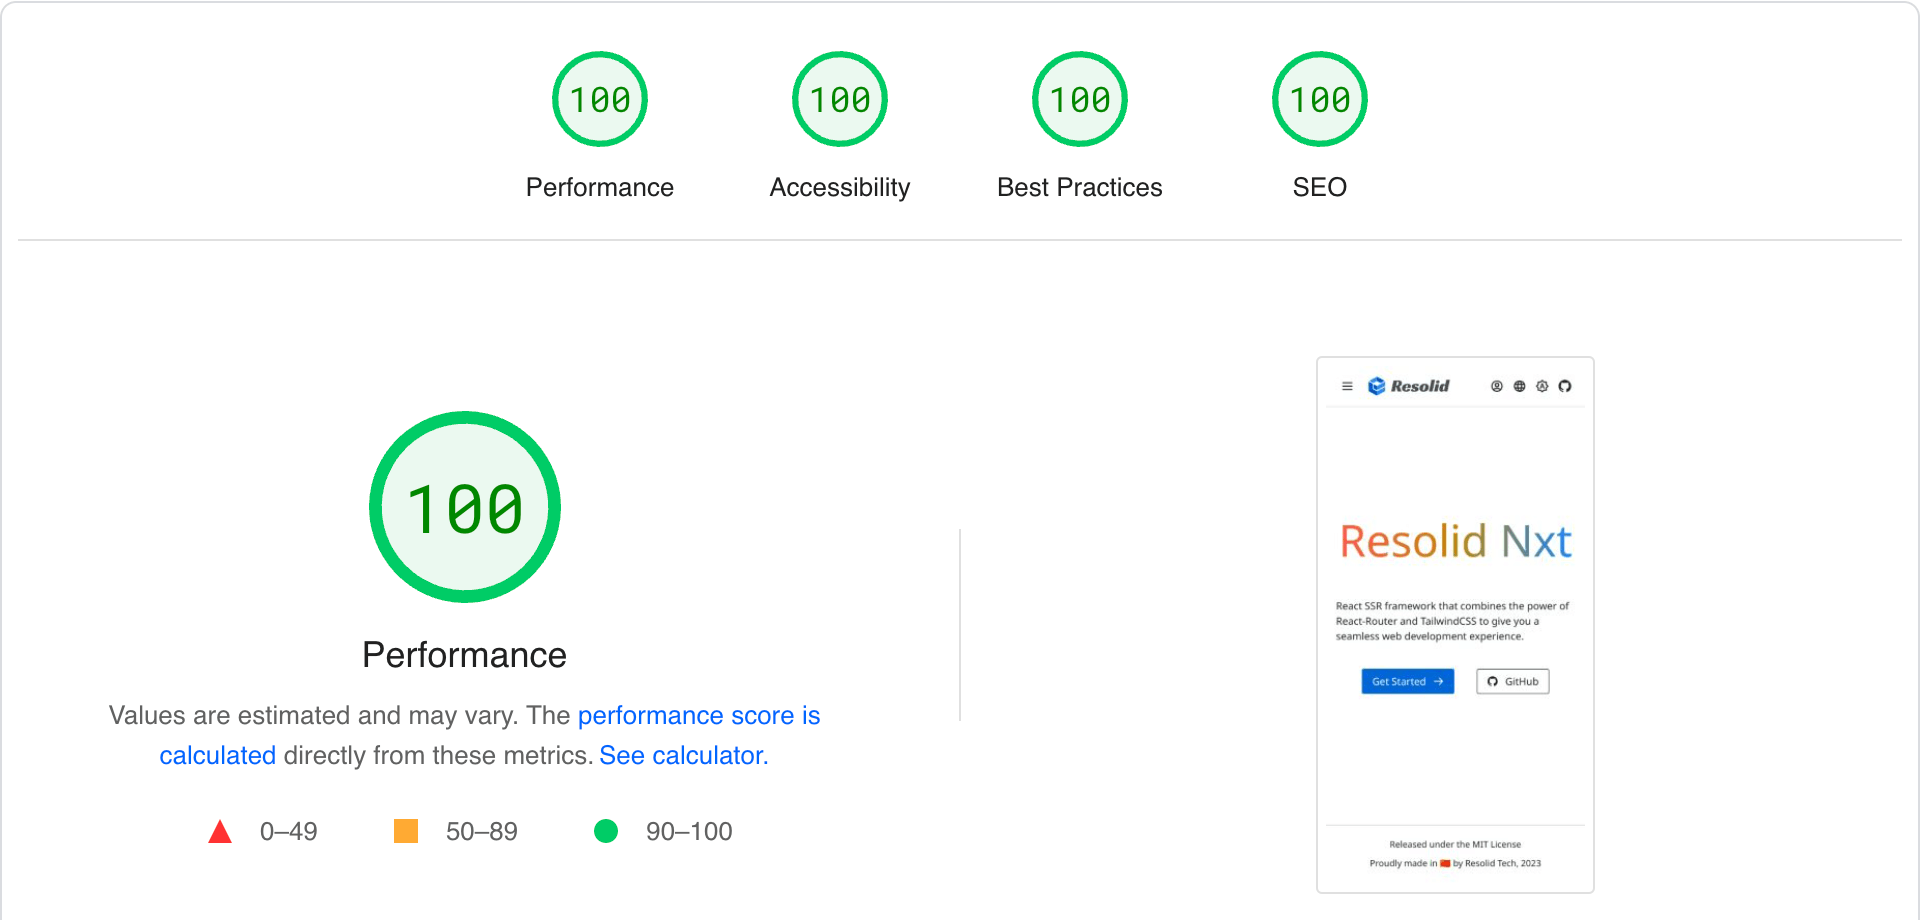 100
100
100
100
Performance
Accessibility
Best Practices
SEO
100
Performance
Values are estimated and may vary. The performance score is
calculated directly from these metrics. See calculator.
0–49
50–89
90–100
Resolid
Resolid Nxt
React SSR framework that combines the power of
React-Router and TailwindCSS to give you a
seamless web development experience.
Get Started →
GitHub
Released under the MIT License
Proudly made in 🇨🇳 by Resolid Tech, 2023